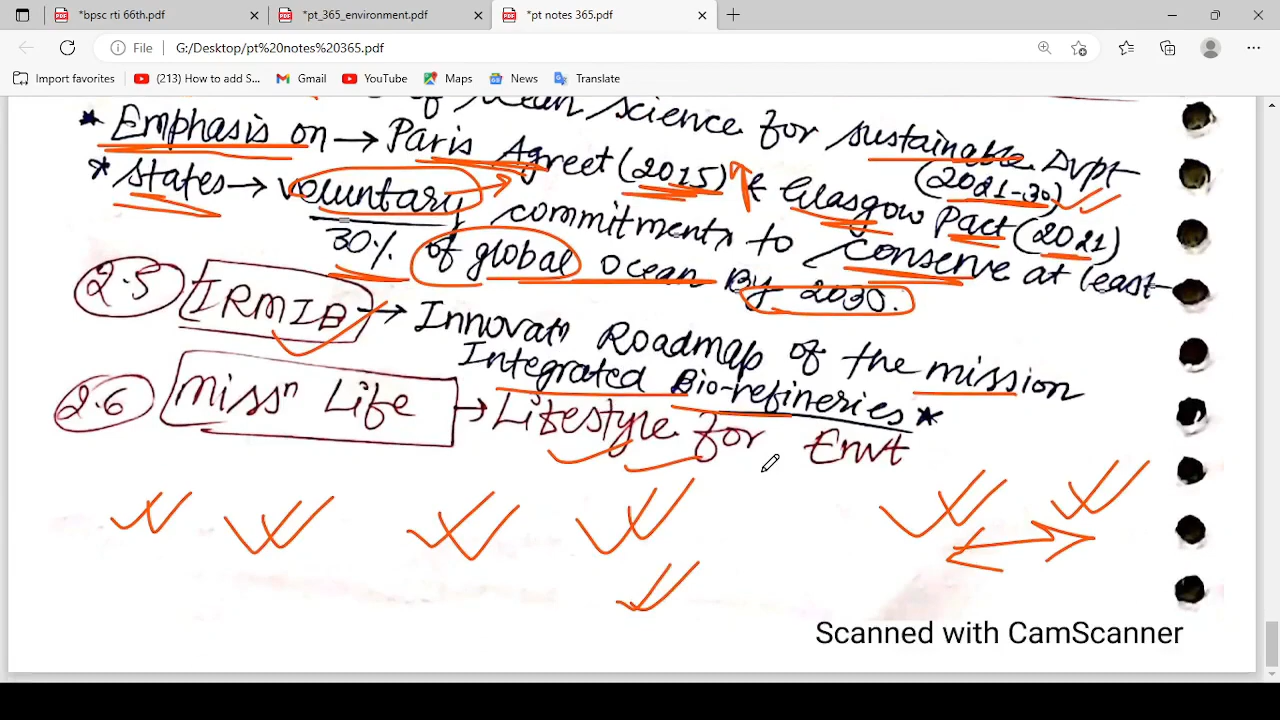 *bpsc rti 66th.pdf
*pt_365_environment.pdf
*pt notes 365.pdf
File G:/Desktop/pt%20notes%20365.pdf
Import favorites
(213) How to add S...
Gmail
YouTube
Maps
News
Translate
science for sustainable Dvpt
(2021-30)
* Emphasis on → Paris Agreet (2015) & Glasgow Pact (2021)
* States → voluntary commitments to conserve at least
30% of global ocean By 2030.
2.5 IRMIB → Innovatn Roadmap of the mission
Integrated Bio-refineries *
2.6 Missn Life → Lifestyle for Envt
Scanned with CamScanner